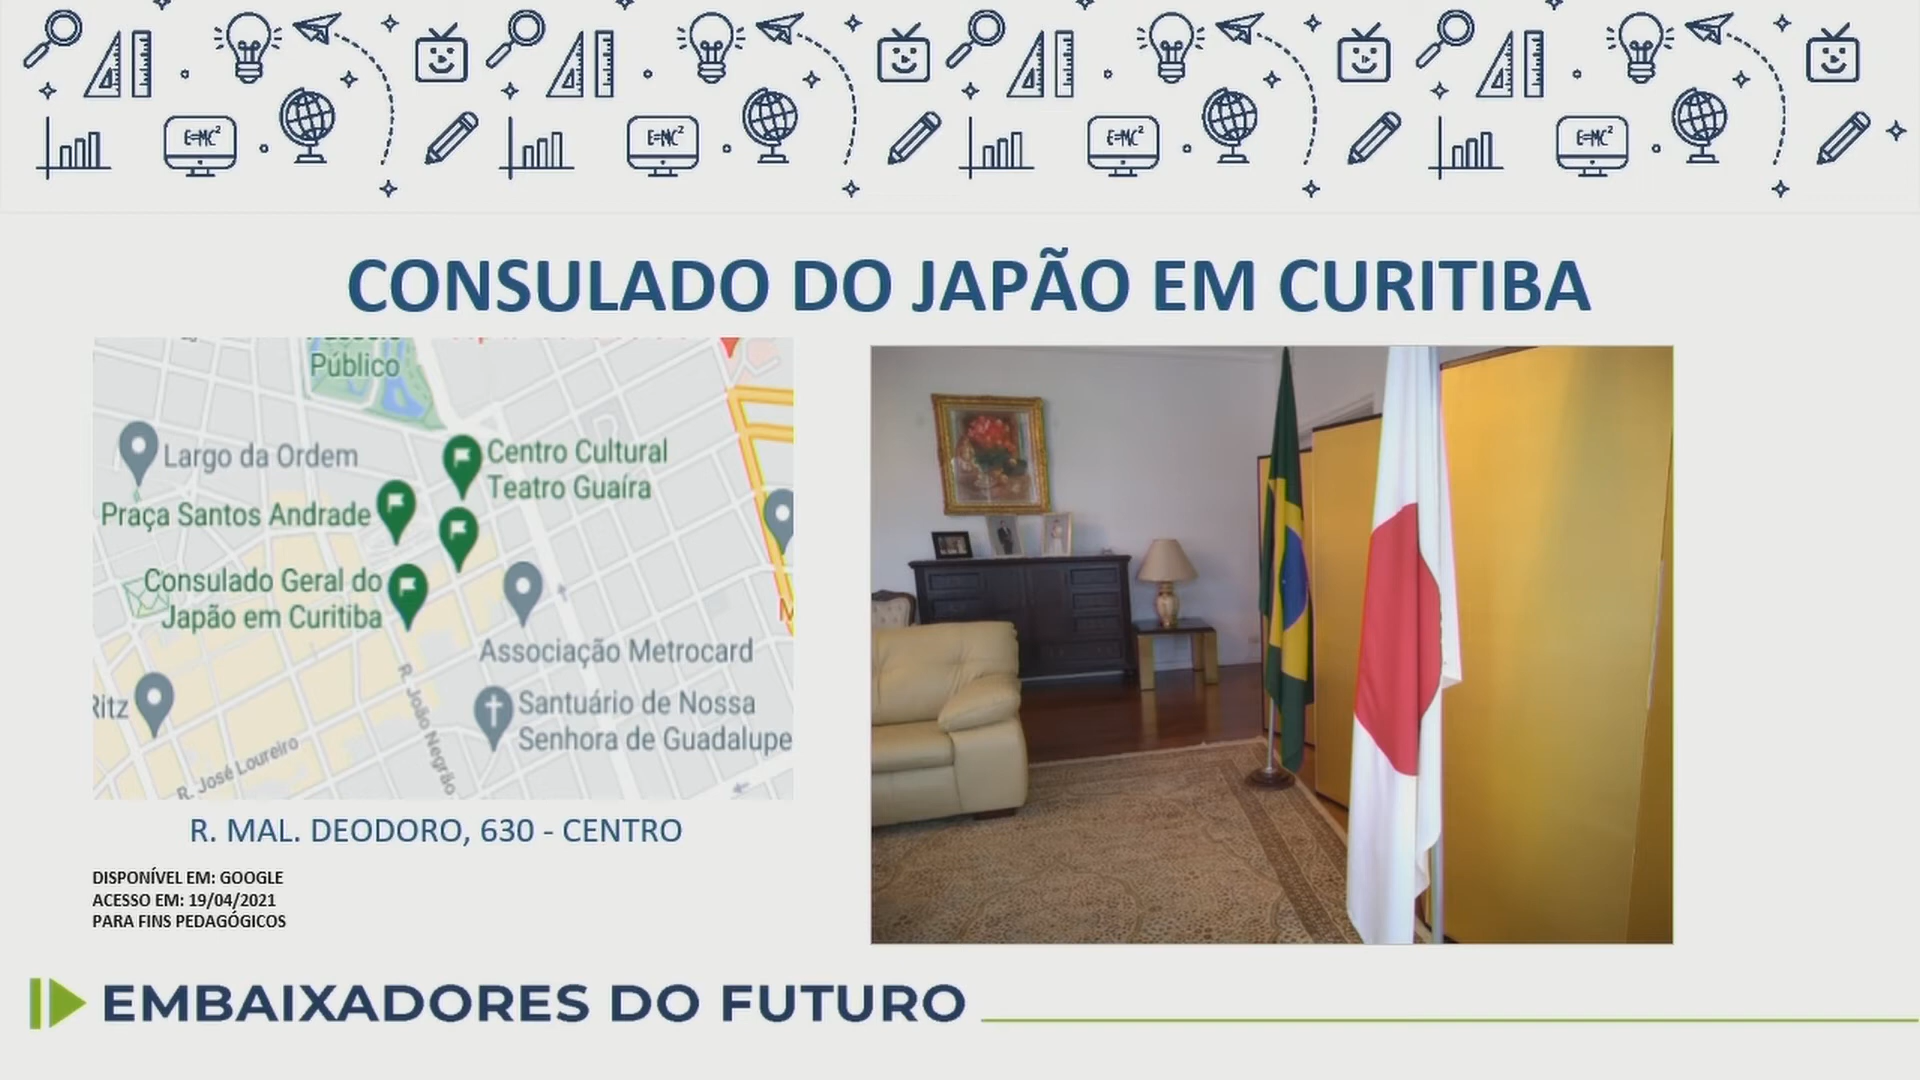 E=MC²
E=MC²
E=MC²
E=MC²
CONSULADO DO JAPÃO EM CURITIBA
Público
Largo da Ordem
Centro Cultural
Teatro Guaíra
Praça Santos Andrade
Consulado Geral do
Japão em Curitiba
Associação Metrocard
Ritz
Santuário de Nossa
Senhora de Guadalupe
R. João Negrão
R. José Loureiro
R. MAL. DEODORO, 630 - CENTRO
DISPONÍVEL EM: GOOGLE
ACESSO EM: 19/04/2021
PARA FINS PEDAGÓGICOS
EMBAIXADORES DO FUTURO